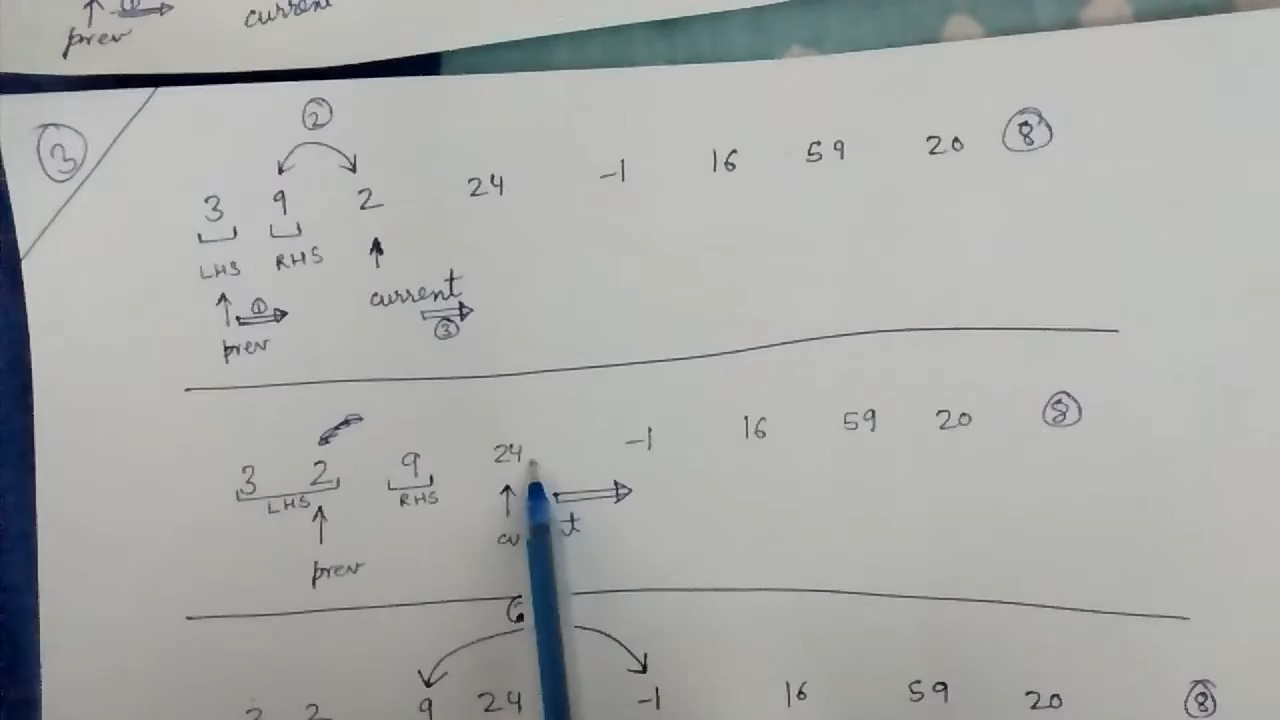 prev ① current
③
②
3 9 2 24 -1 16 59 20 ⑧
LHS RHS
current
① ③
prev
3 2 9 24 -1 16 59 20 ⑧
LHS RHS
prev
9 24 -1 16 59 20 ⑧